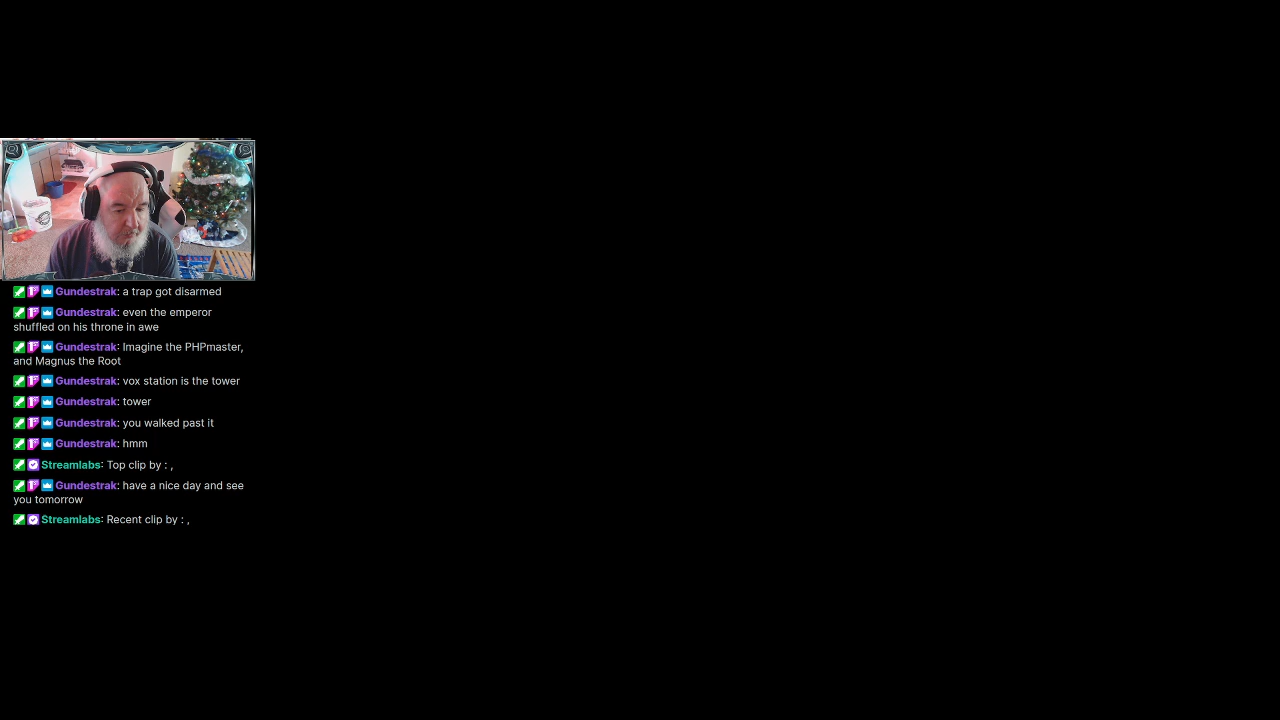 Gundestrak: a trap got disarmed
Gundestrak: even the emperor
shuffled on his throne in awe
Gundestrak: Imagine the PHPmaster,
and Magnus the Root
Gundestrak: vox station is the tower
Gundestrak: tower
Gundestrak: you walked past it
Gundestrak: hmm
Streamlabs: Top clip by : ,
Gundestrak: have a nice day and see
you tomorrow
Streamlabs: Recent clip by : ,